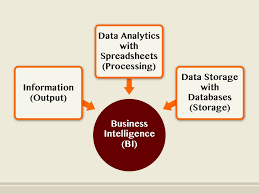 Data Analytics
with
Spreadsheets
(Processing)
Information
(Output)
Data Storage
with
Databases
(Storage)
Business
Intelligence
(BI)